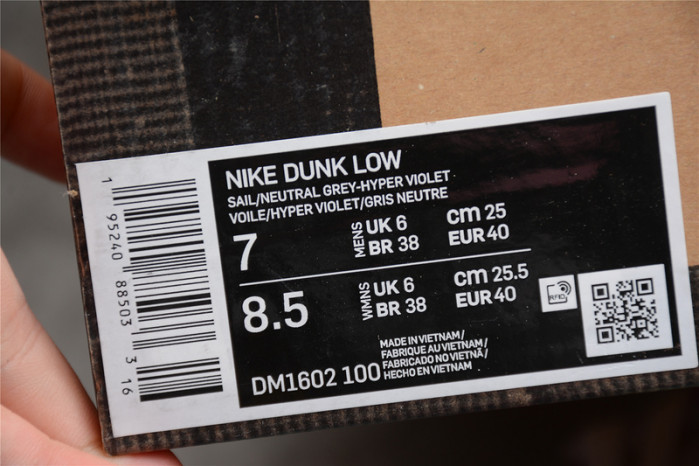 NIKE DUNK LOW
SAIL/NEUTRAL GREY-HYPER VIOLET
VOILE/HYPER VIOLET/GRIS NEUTRE
7
MENS
UK 6
BR 38
cm 25
EUR 40
8.5
WMNS
UK 6
BR 38
cm 25.5
EUR 40
RFID
DM1602 100
MADE IN VIETNAM/
FABRIQUE AU VIETNAM/
FABRICADO NO VIETNÃ/
HECHO EN VIETNAM
1 95240 88503 3 16